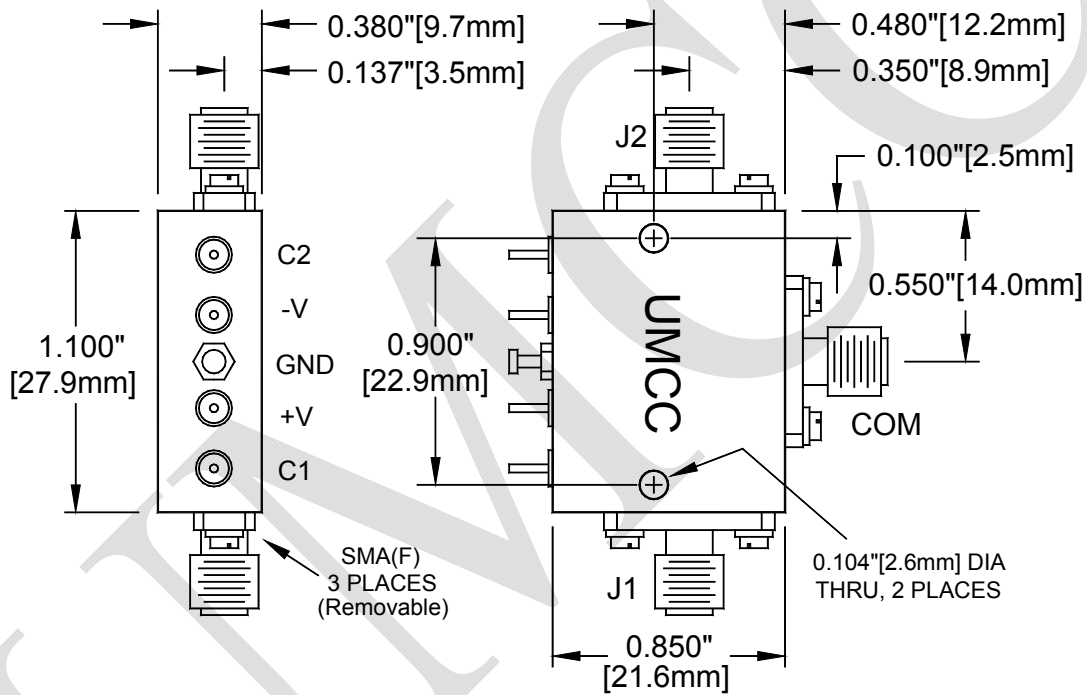 0.380"[9.7mm]
0.137"[3.5mm]
0.480"[12.2mm]
0.350"[8.9mm]
J2
0.100"[2.5mm]
C2
-V
GND
+V
C1
1.100"
[27.9mm]
0.900"
[22.9mm]
UMCC
0.550"[14.0mm]
COM
SMA(F)
3 PLACES
(Removable)
J1
0.104"[2.6mm] DIA
THRU, 2 PLACES
0.850"
[21.6mm]
UMCC